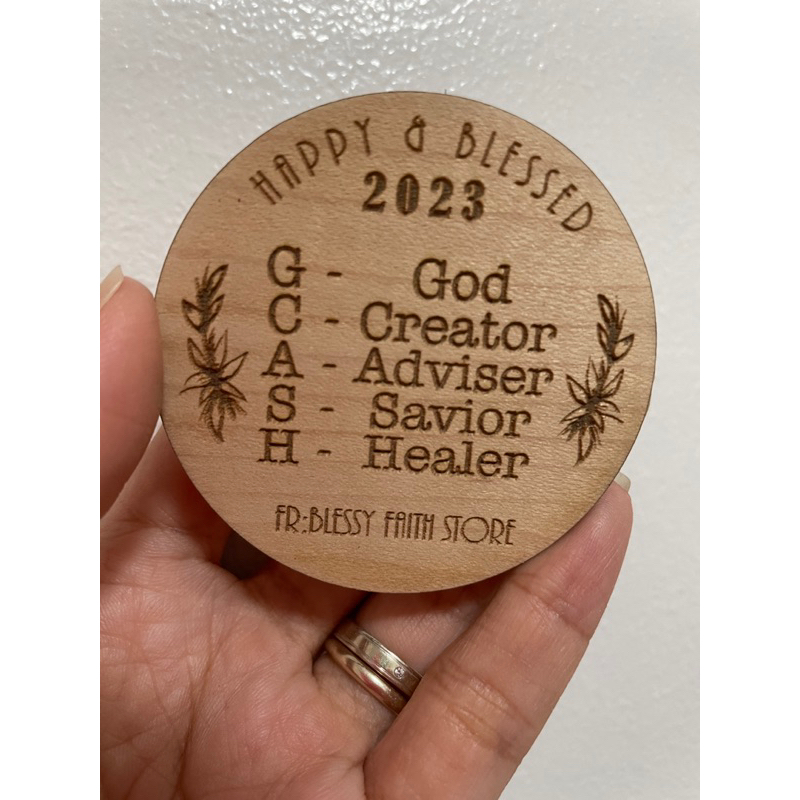 HAPPY & BLESSED
2023
G - God
C - Creator
A - Adviser
S - Savior
H - Healer
FR:BLESSY FAITH STORE